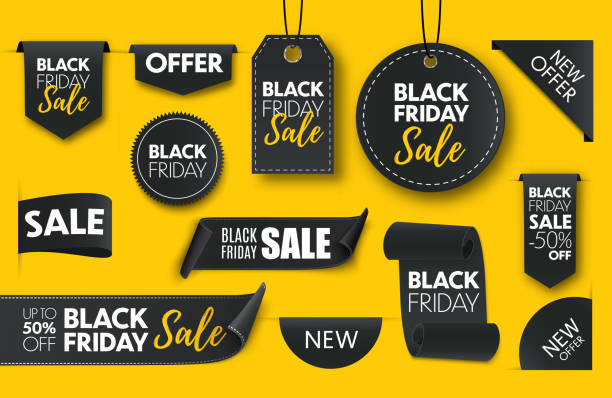 BLACK
FRIDAY
Sale
OFFER
BLACK
FRIDAY
Sale
BLACK
FRIDAY
Sale
NEW
OFFER
BLACK
FRIDAY
SALE
BLACK
FRIDAY
SALE
BLACK
FRIDAY
BLACK
FRIDAY
SALE
-50%
OFF
UP TO
50%
OFF
BLACK
FRIDAY
Sale
NEW
NEW
OFFER